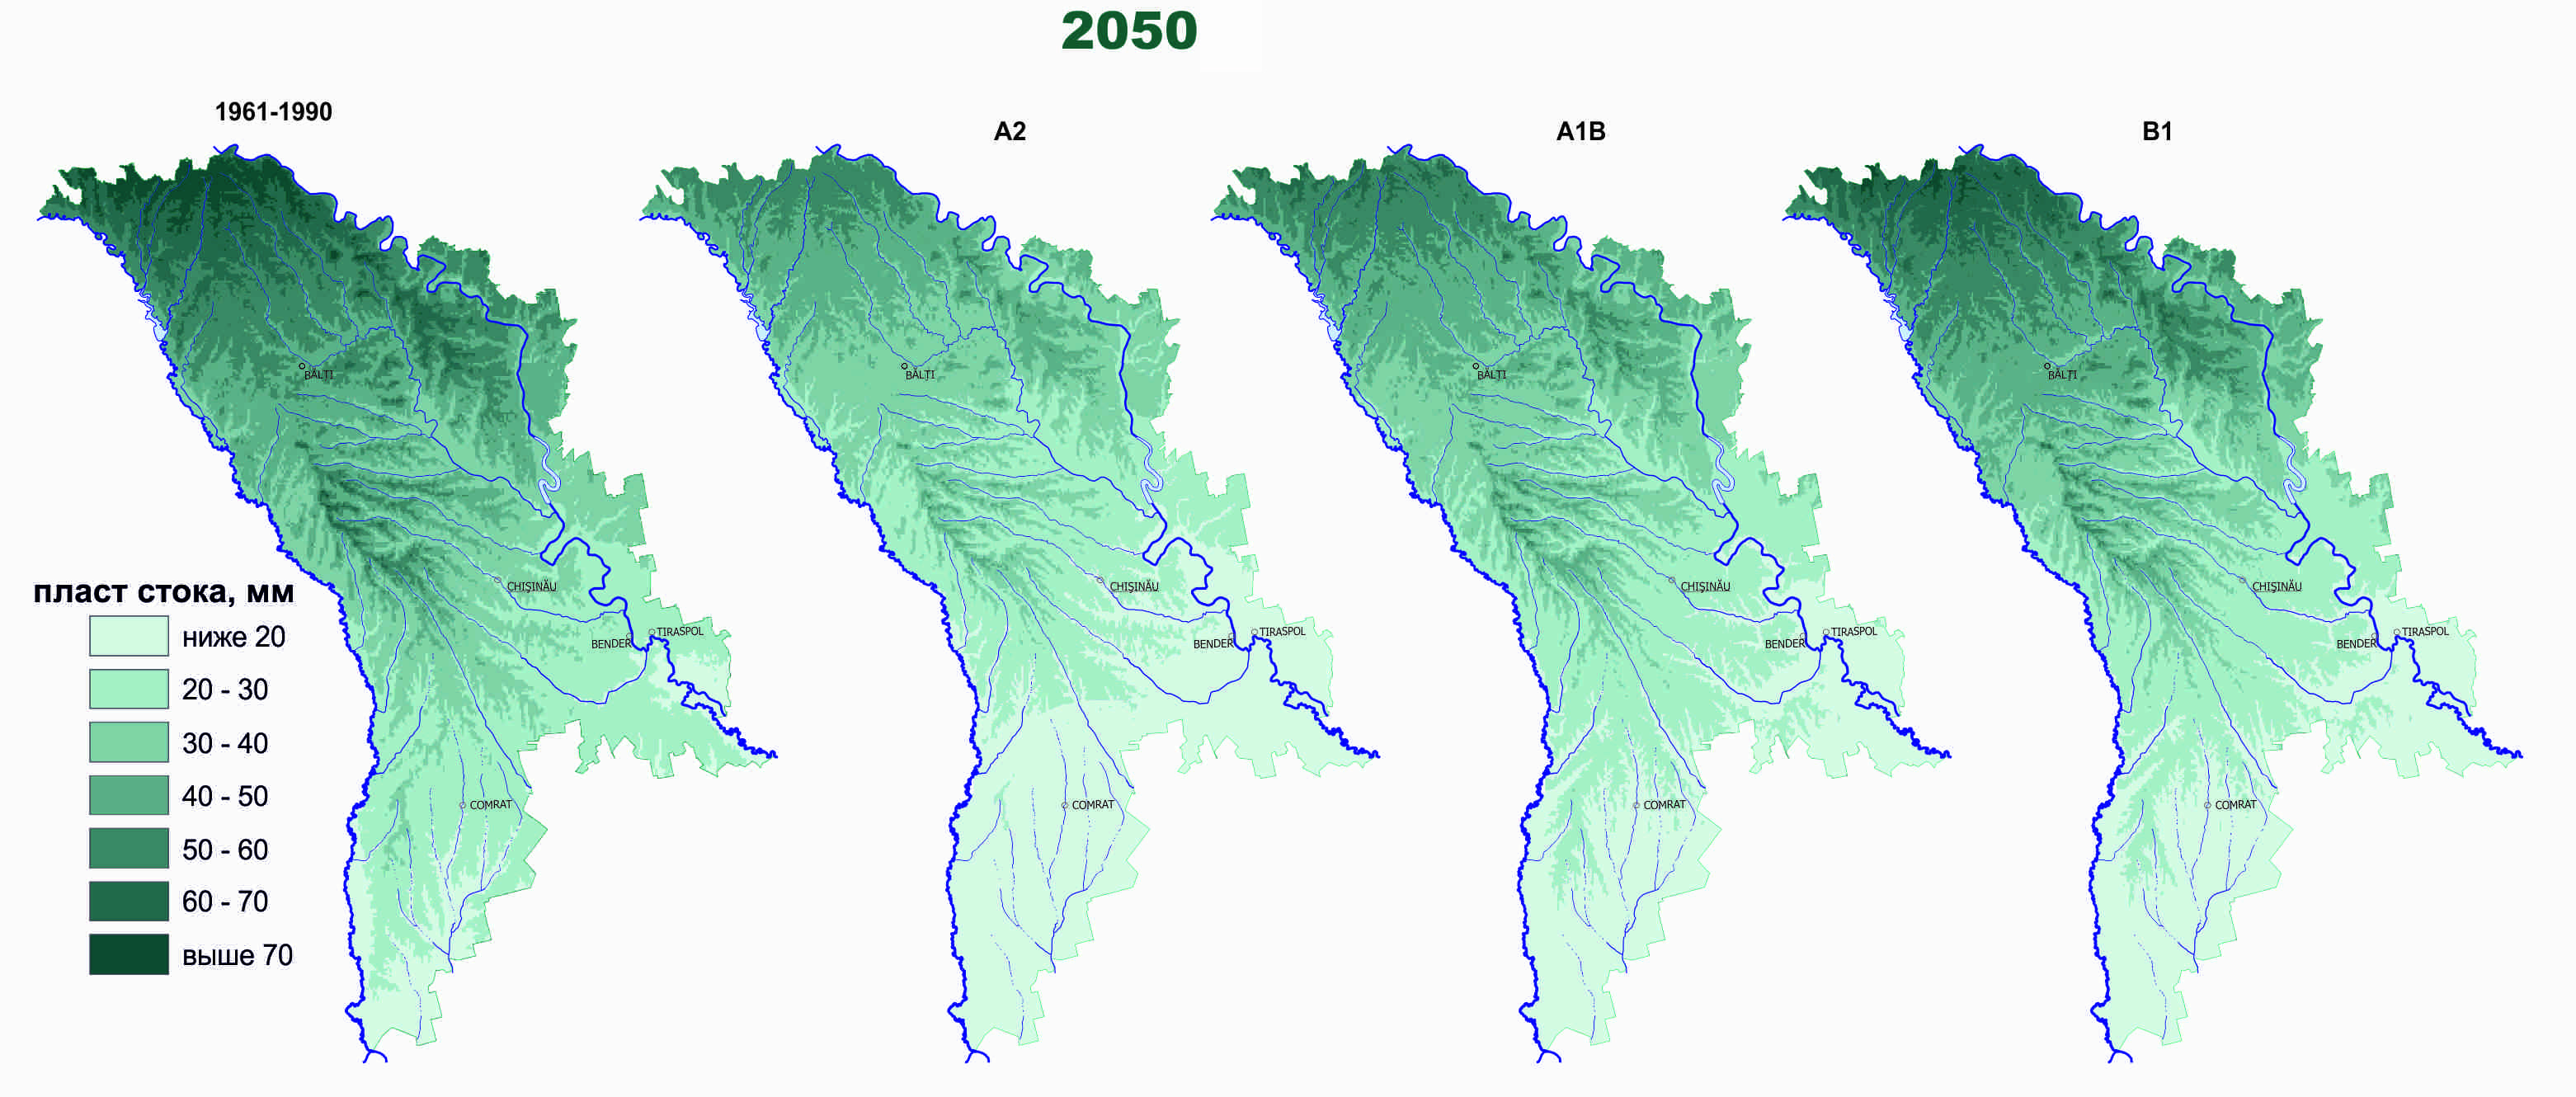 2050
1961-1990
A2
A1B
B1
BĂLȚI
BĂLȚI
BĂLȚI
BĂLȚI
CHIȘINĂU
CHIȘINĂU
CHIȘINĂU
CHIȘINĂU
BENDER
TIRASPOL
BENDER
TIRASPOL
BENDER
TIRASPOL
BENDER
TIRASPOL
COMRAT
COMRAT
COMRAT
COMRAT
пласт стока, мм
ниже 20
20 - 30
30 - 40
40 - 50
50 - 60
60 - 70
выше 70